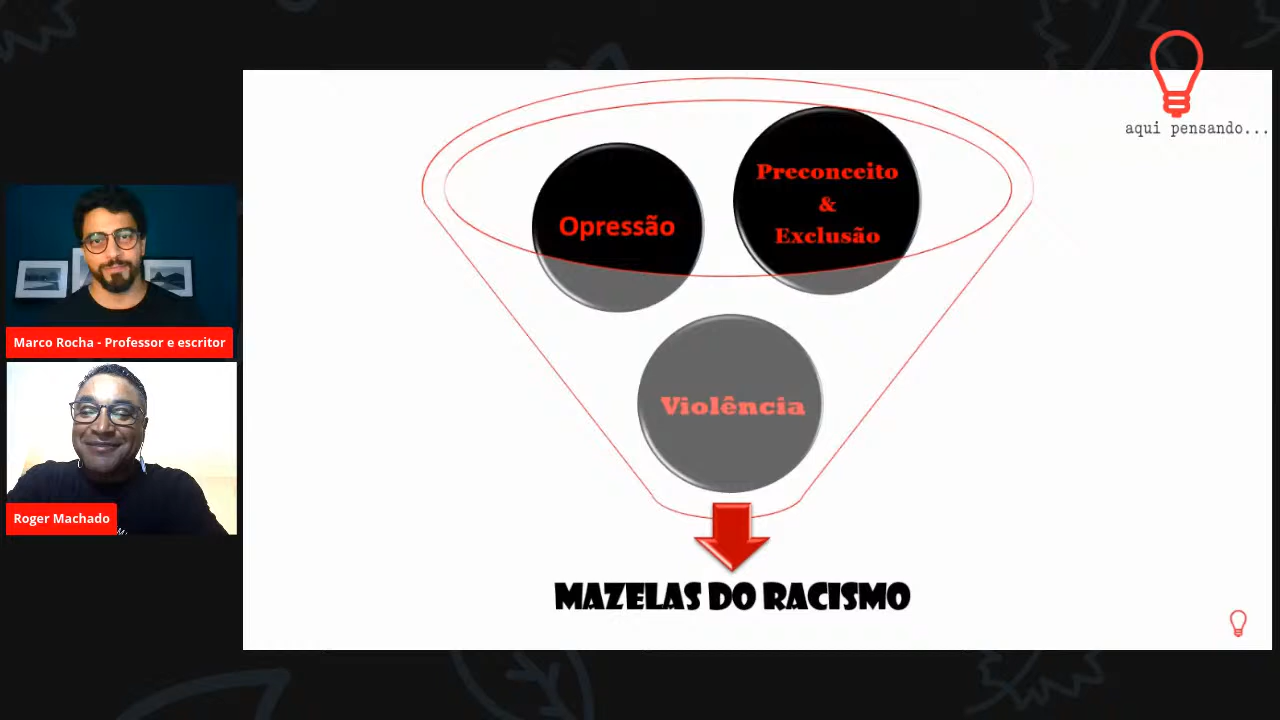 aqui pensando...
Opressão
Preconceito
&
Exclusão
Violência
MAZELAS DO RACISMO
Marco Rocha - Professor e escritor
Roger Machado